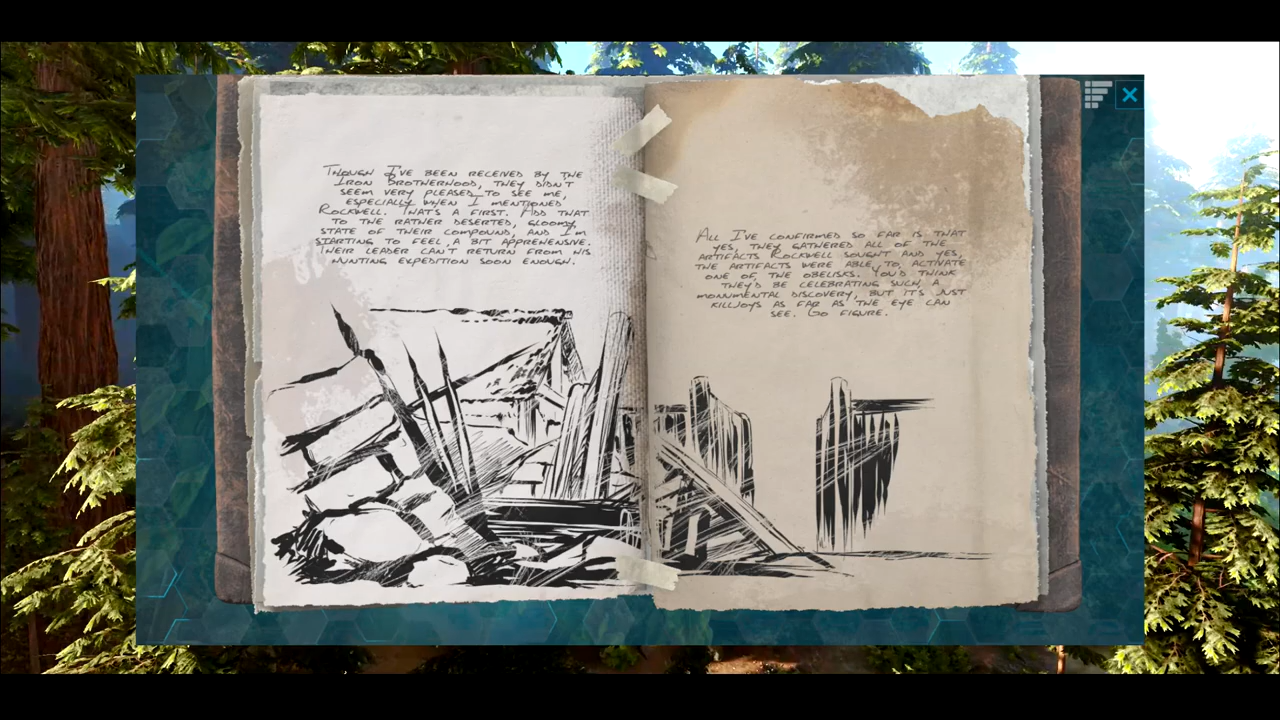 Though I've been received by the
Iron Brotherhood, they didn't
seem very pleased to see me,
especially when I mentioned
Rockwell. That's a first. Add that
to the rather deserted, gloomy
state of their compound, and I'm
starting to feel a bit apprehensive.
Their leader can't return from his
hunting expedition soon enough.
All I've confirmed so far is that
yes, they gathered all of the
artifacts Rockwell sought and yes,
the artifacts were able to activate
one of the obelisks. You'd think
they'd be celebrating such a
monumental discovery, but it's just
killjoys as far as the eye can
see. Go figure.